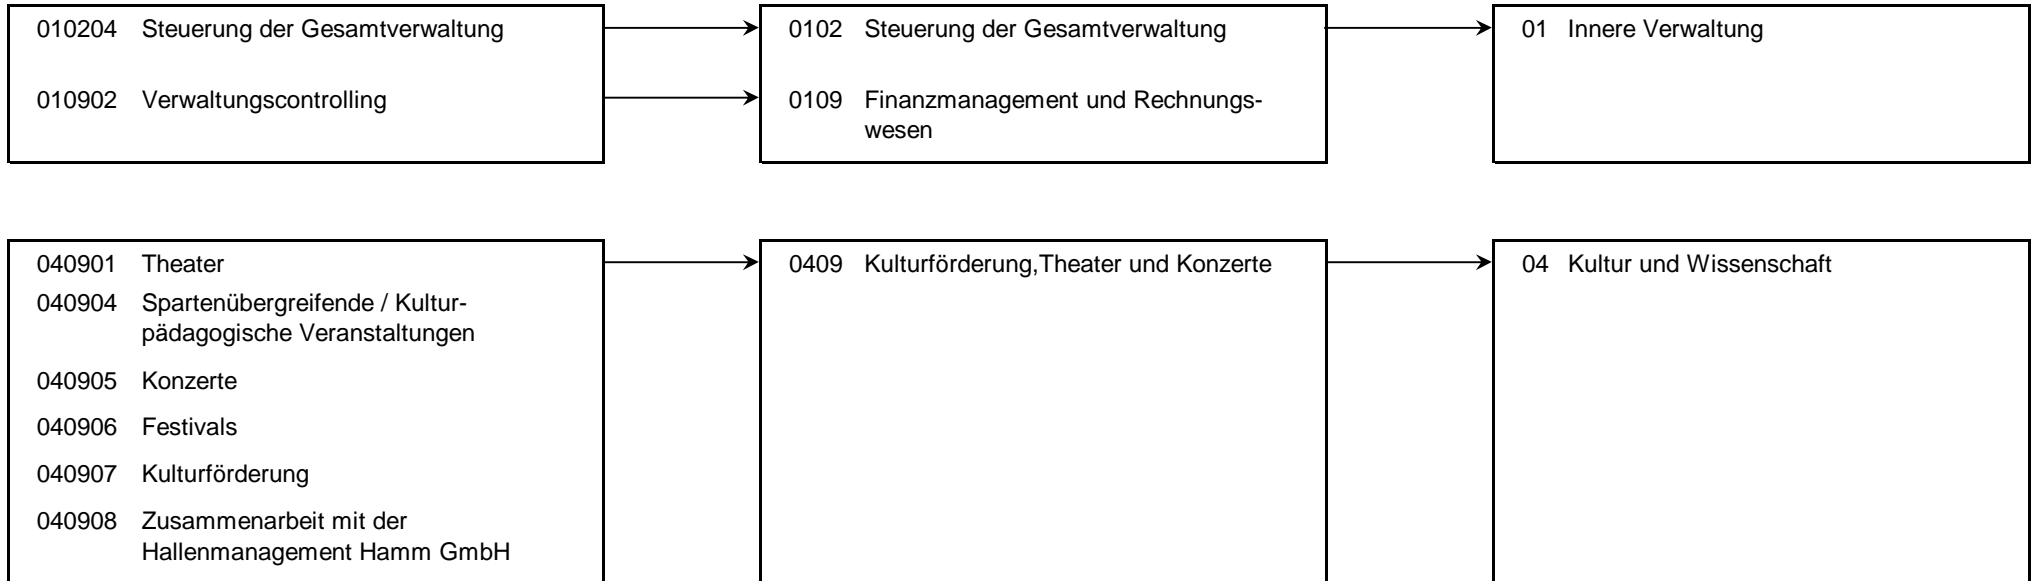 010204 Steuerung der Gesamtverwaltung 0102 Steuerung der Gesamtverwaltung 01 Innere Verwaltung
010902 Verwaltungscontrolling 0109 Finanzmanagement und Rechnungs-
wesen
040901 Theater 0409 Kulturförderung,Theater und Konzerte 04 Kultur und Wissenschaft
040904 Spartenübergreifende / Kultur-
pädagogische Veranstaltungen
040905 Konzerte
040906 Festivals
040907 Kulturförderung
040908 Zusammenarbeit mit der
Hallenmanagement Hamm GmbH